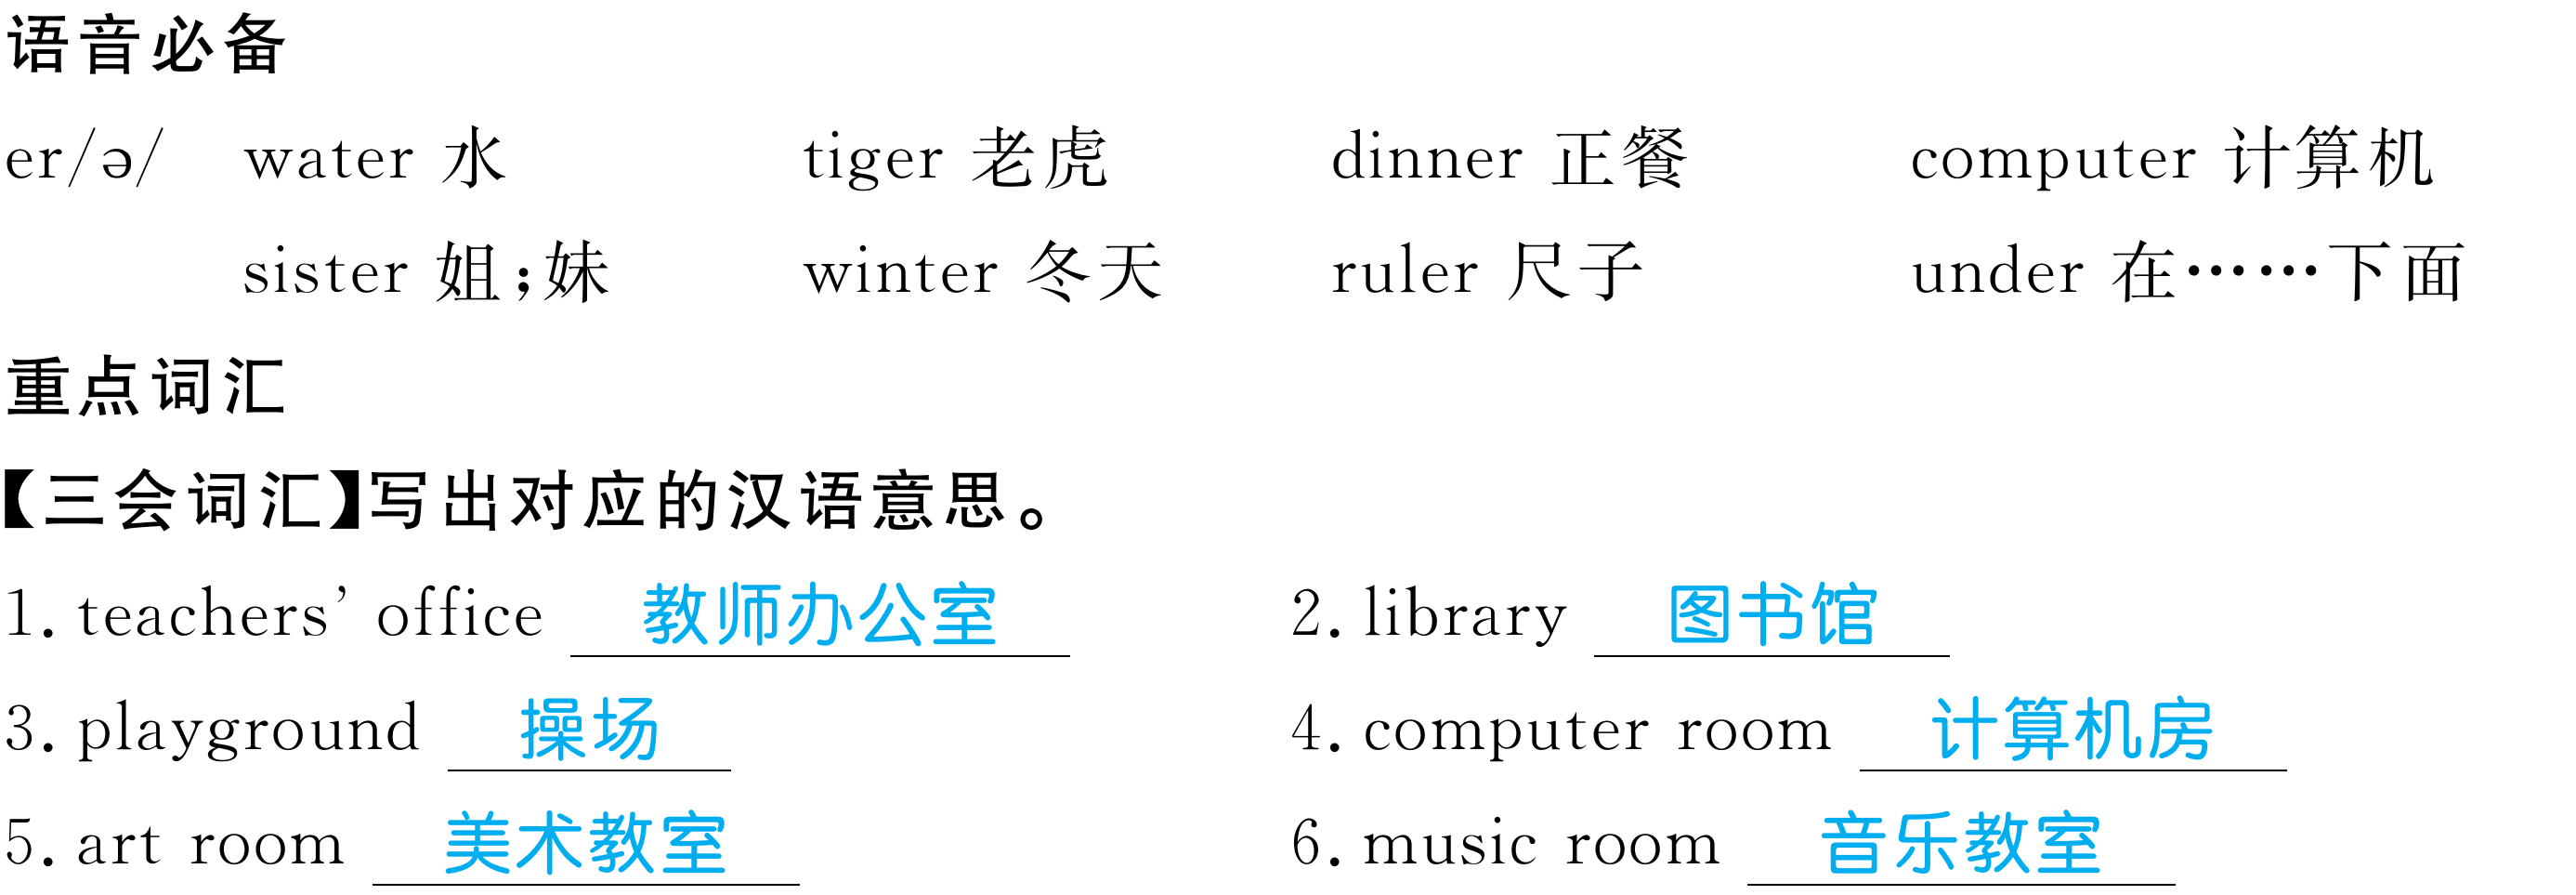 语音必备
er/ə/ water 水 tiger 老虎 dinner 正餐 computer 计算机
sister 姐;妹 winter 冬天 ruler 尺子 under 在……下面
重点词汇
【三会词汇】写出对应的汉语意思。
1. teachers’ office 教师办公室 2. library 图书馆
3. playground 操场 4. computer room 计算机房
5. art room 美术教室 6. music room 音乐教室